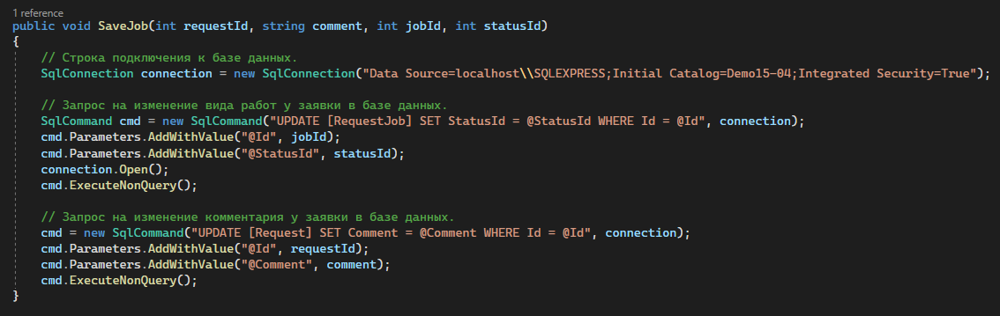 1 reference
public void SaveJob(int requestId, string comment, int jobId, int statusId)
{
// Строка подключения к базе данных.
SqlConnection connection = new SqlConnection("Data Source=localhost\\SQLEXPRESS;Initial Catalog=Demo15-04;Integrated Security=True");
// Запрос на изменение вида работ у заявки в базе данных.
SqlCommand cmd = new SqlCommand("UPDATE [RequestJob] SET StatusId = @StatusId WHERE Id = @Id", connection);
cmd.Parameters.AddWithValue("@Id", jobId);
cmd.Parameters.AddWithValue("@StatusId", statusId);
connection.Open();
cmd.ExecuteNonQuery();
// Запрос на изменение комментария у заявки в базе данных.
cmd = new SqlCommand("UPDATE [Request] SET Comment = @Comment WHERE Id = @Id", connection);
cmd.Parameters.AddWithValue("@Id", requestId);
cmd.Parameters.AddWithValue("@Comment", comment);
cmd.ExecuteNonQuery();
}